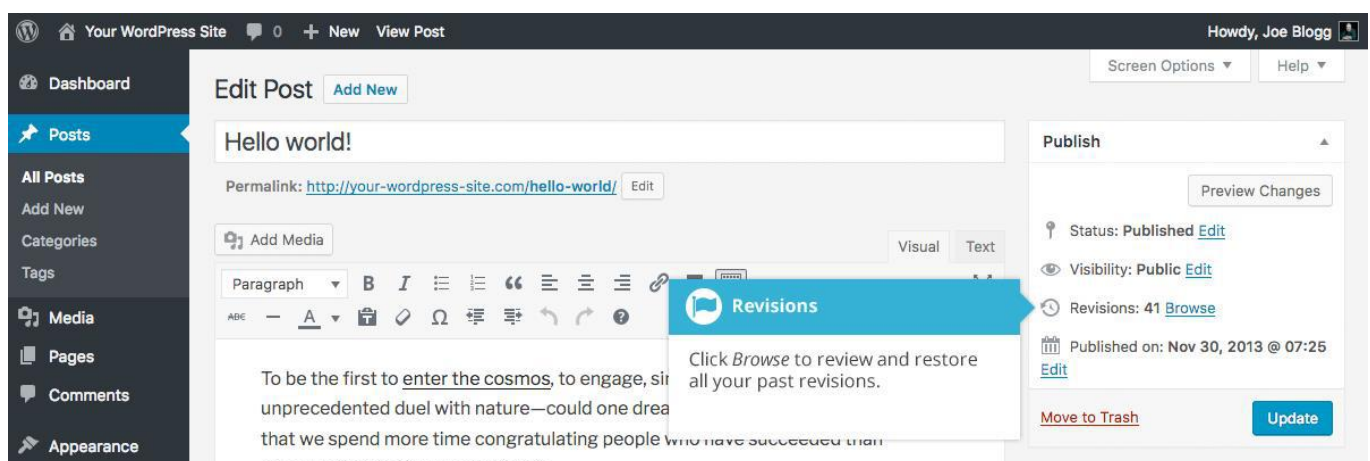 Your WordPress Site 0 + New View Post Howdy, Joe Blogg
Screen Options ▼ Help ▼
Dashboard
Posts
All Posts
Add New
Categories
Tags
Media
Pages
Comments
Appearance
Edit Post Add New
Hello world!
Permalink: http://your-wordpress-site.com/hello-world/ Edit
Add Media
Visual Text
Paragraph ▼ B I
ABC — A ▼ Ω
To be the first to enter the cosmos, to engage,
unprecedented duel with nature—could one
that we spend more time congratulating people who have succeeded than
Revisions
Click Browse to review and restore
all your past revisions.
Publish
Preview Changes
Status: Published Edit
Visibility: Public Edit
Revisions: 41 Browse
Published on: Nov 30, 2013 @ 07:25
Edit
Move to Trash Update